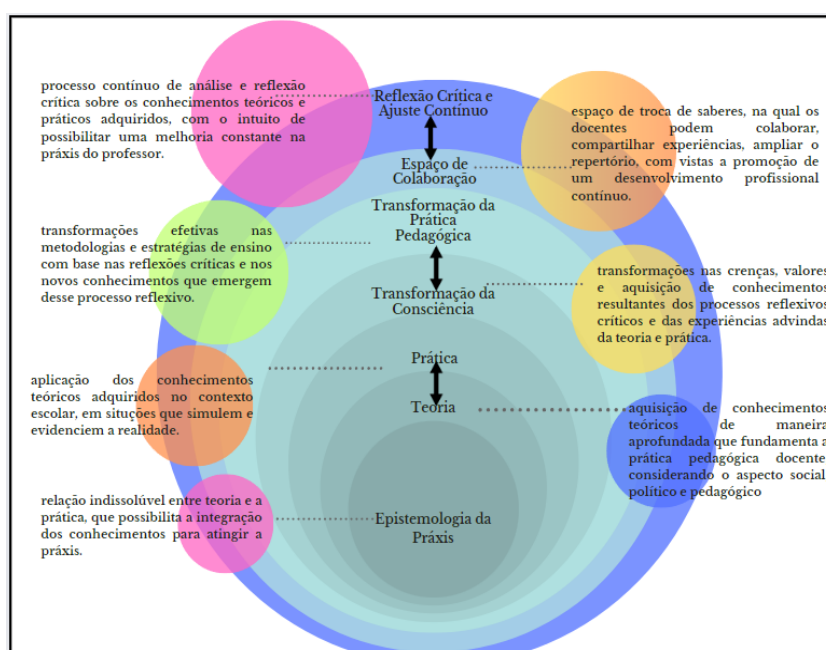 processo contínuo de análise e reflexão
crítica sobre os conhecimentos teóricos e
práticos adquiridos, com o intuito de
possibilitar uma melhoria constante na
práxis do professor.
Reflexão Crítica e
Ajuste Contínuo
espaço de troca de saberes, na qual os
docentes podem colaborar,
compartilhar experiências, ampliar o
repertório, com vistas a promoção de
um desenvolvimento profissional
contínuo.
Espaço de
Colaboração
Transformação da
Prática
Pedagógica
transformações efetivas nas
metodologias e estratégias de ensino
com base nas reflexões críticas e nos
novos conhecimentos que emergem
desse processo reflexivo.
transformações nas crenças, valores
e aquisição de conhecimentos
resultantes dos processos reflexivos
críticos e das experiências advindas
da teoria e prática.
Transformação da
Consciência
Prática
aplicação dos conhecimentos
teóricos adquiridos no contexto
escolar, em situções que simulem e
evidenciem a realidade.
Teoria
aquisição de conhecimentos
teóricos de maneira
aprofundada que fundamenta a
prática pedagógica docente
considerando o aspecto social
político e pedagógico
relação indissolúvel entre teoria e a
prática, que possibilita a integração
dos conhecimentos para atingir a
práxis.
Epistemologia da
Práxis